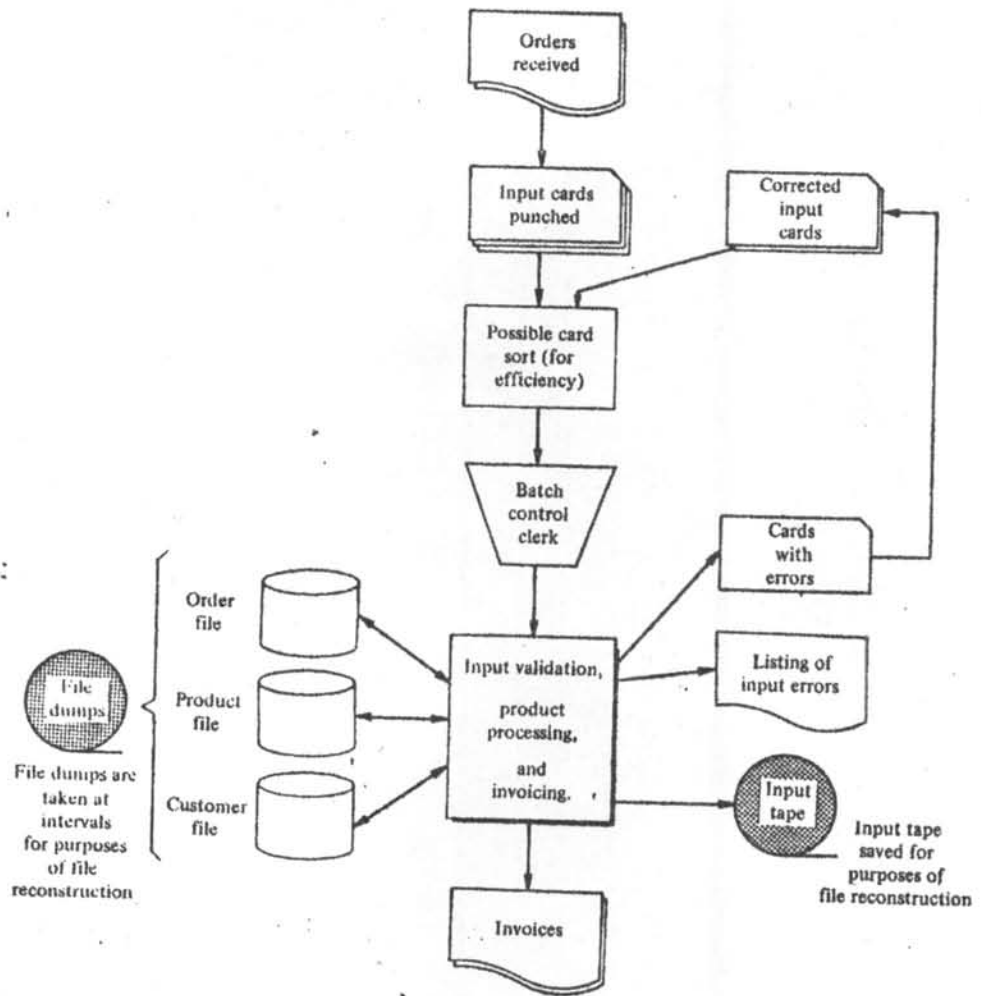 Orders
received
Input cards
punched
Corrected
input
cards
Possible card
sort (for
efficiency)
Batch
control
clerk
Cards
with
errors
Order
file
Input validation,
product
processing,
and
invoicing.
Listing of
input errors
File
dumps
Product
file
File dumps are
taken at
intervals
for purposes
of file
reconstruction
Customer
file
Input
tape
Input tape
saved for
purposes of
file reconstruction
Invoices